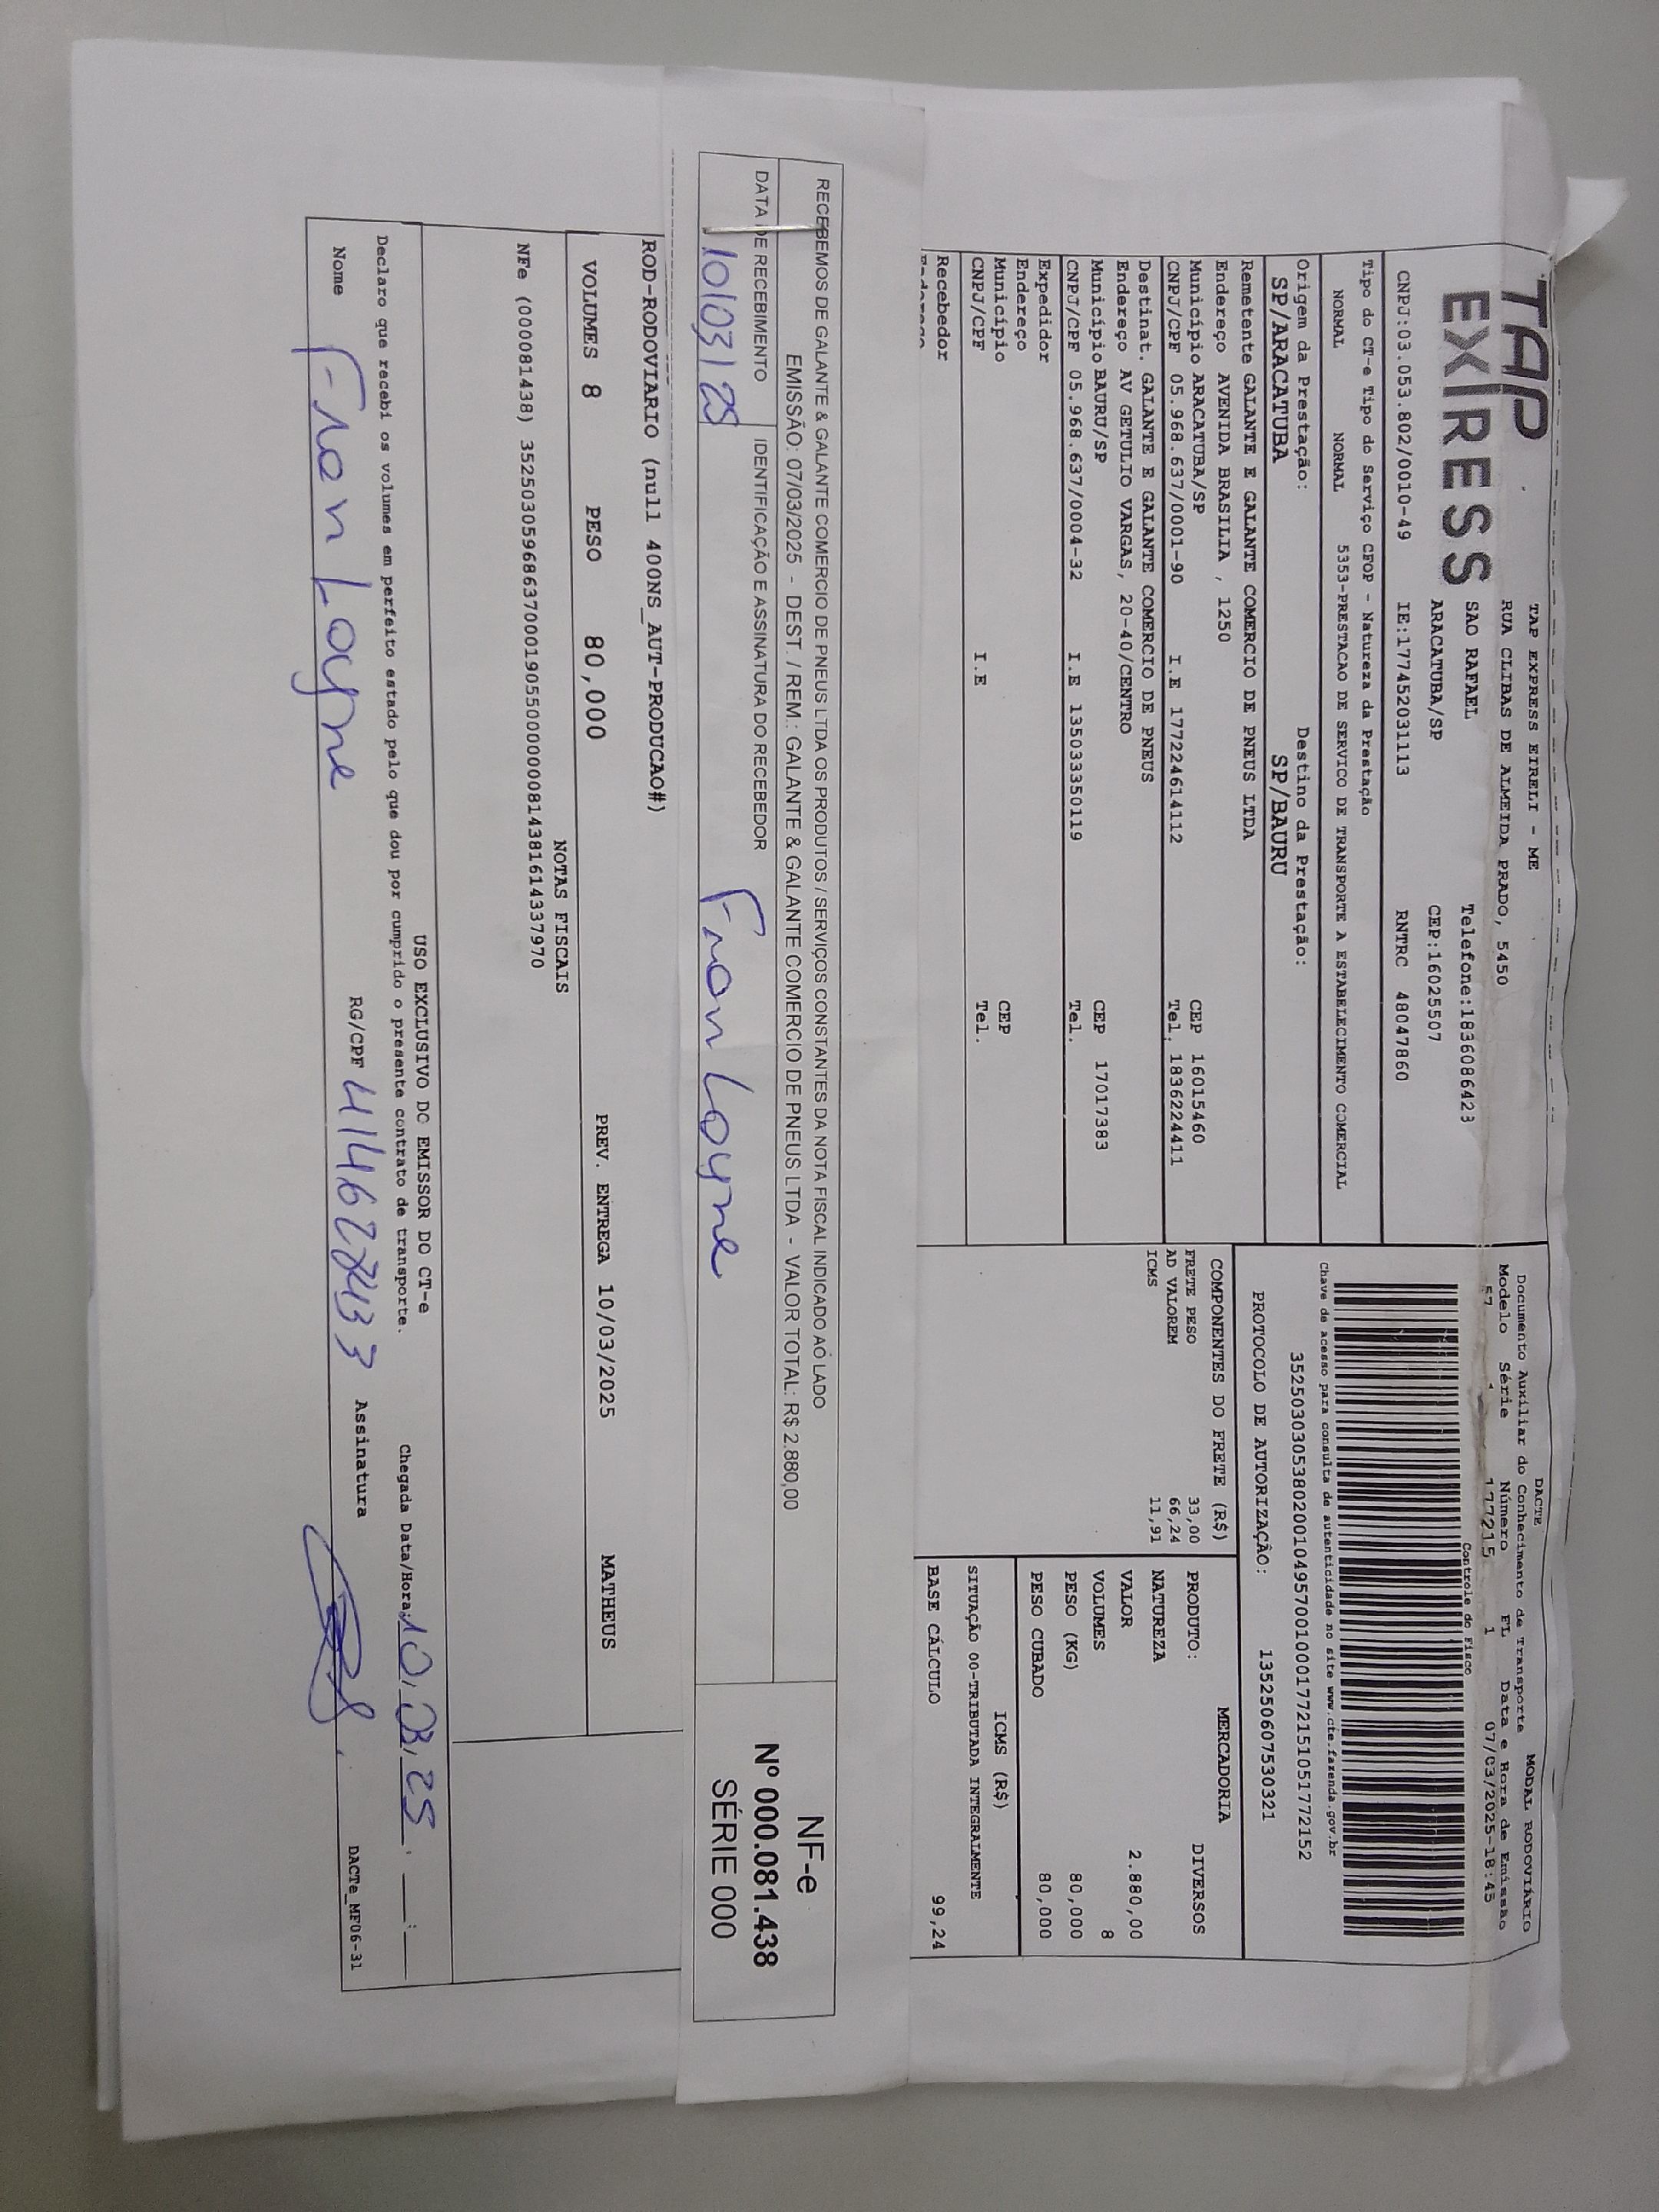 TAP
EXPRESS
TAP EXPRESS EIRELI - ME
RUA CLIBAS DE ALMEIDA PRADO, 5450
SAO RAFAEL Telefone:1836086423
ARACATUBA/SP CEP:16025507
CNPJ:03.053.802/0010-49 IE:177452031113 RNTRC 48047860
Tipo do CT-e Tipo do Serviço CFOP - Natureza da Prestação
NORMAL NORMAL 5353-PRESTACAO DE SERVICO DE TRANSPORTE A ESTABELECIMENTO COMERCIAL
Origem da Prestação: Destino da Prestação:
SP/ARACATUBA SP/BAURU
Remetente GALANTE E GALANTE COMERCIO DE PNEUS LTDA
Endereço AVENIDA BRASILIA , 1250
Município ARACATUBA/SP CEP 16015460
CNPJ/CPF 05.968.637/0001-90 I.E 177224614112 Tel. 1836224411
Destinat. GALANTE E GALANTE COMERCIO DE PNEUS
Endereço AV GETULIO VARGAS, 20-40/CENTRO
Município BAURU/SP CEP 17017383
CNPJ/CPF 05.968.637/0004-32 I.E 135033350119 Tel.
Expedidor
Endereço
Município CEP
CNPJ/CPF I.E Tel.
Recebedor
DACTE MODAL RODOVIÁRIO
Documento Auxiliar do Conhecimento de Transporte
Modelo Série Número FL Data e Hora de Emissão
57 1 177215 1 07/03/2025-18:45
Controle do Fisco
Chave de acesso para consulta de autenticidade no site www.cte.fazenda.gov.br
35250303053802001049570010001772151051772152
PROTOCOLO DE AUTORIZAÇÃO: 135250607530321
COMPONENTES DO FRETE (R$)
FRETE PESO 33,00
AD VALOREM 66,24
ICMS 11,91
MERCADORIA
PRODUTO: DIVERSOS
NATUREZA
VALOR 2.880,00
VOLUMES 8
PESO (KG) 80,000
PESO CUBADO 80,000
ICMS (R$)
SITUAÇÃO 00-TRIBUTADA INTEGRALMENTE
BASE CÁLCULO 99,24
RECEBEMOS DE GALANTE & GALANTE COMERCIO DE PNEUS LTDA OS PRODUTOS / SERVIÇOS CONSTANTES DA NOTA FISCAL INDICADO AO LADO
EMISSÃO: 07/03/2025 - DEST. / REM.: GALANTE & GALANTE COMERCIO DE PNEUS LTDA - VALOR TOTAL: R$ 2.880,00
DATA DE RECEBIMENTO IDENTIFICAÇÃO E ASSINATURA DO RECEBEDOR
10/03/25 Fran Loyne
NF-e
Nº 000.081.438
SÉRIE 000
ROD-RODOVIARIO (null 400NS_AUT-PRODUCAO#)
VOLUMES 8 PESO 80,000 PREV. ENTREGA 10/03/2025 MATHEUS
NOTAS FISCAIS
NFe (000081438) 35250305968637000190550000000814381614337970
USO EXCLUSIVO DO EMISSOR DO CT-e
Declaro que recebi os volumes em perfeito estado pelo que dou por cumprido o presente contrato de transporte. Chegada Data/Hora: 10,03,25 __:__
Nome Fran Loyne RG/CPF Assinatura
DACTe_MF06-31